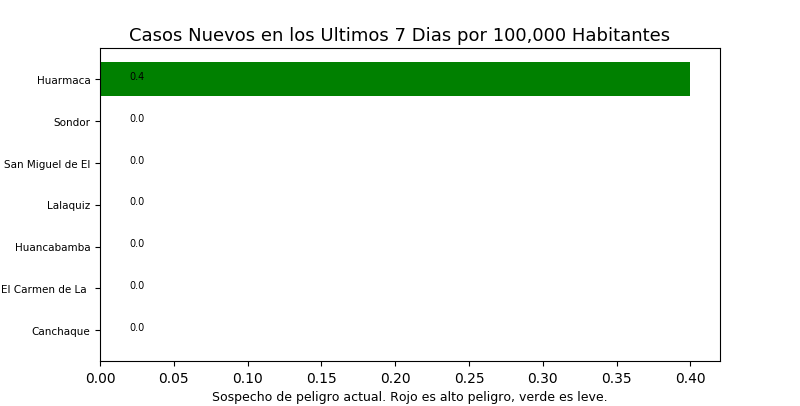 Casos Nuevos en los Ultimos 7 Dias por 100,000 Habitantes
Huarmaca 0.4
Sondor 0.0
San Miguel de El 0.0
Lalaquiz 0.0
Huancabamba 0.0
El Carmen de La 0.0
Canchaque 0.0
0.00 0.05 0.10 0.15 0.20 0.25 0.30 0.35 0.40
Sospecho de peligro actual. Rojo es alto peligro, verde es leve.